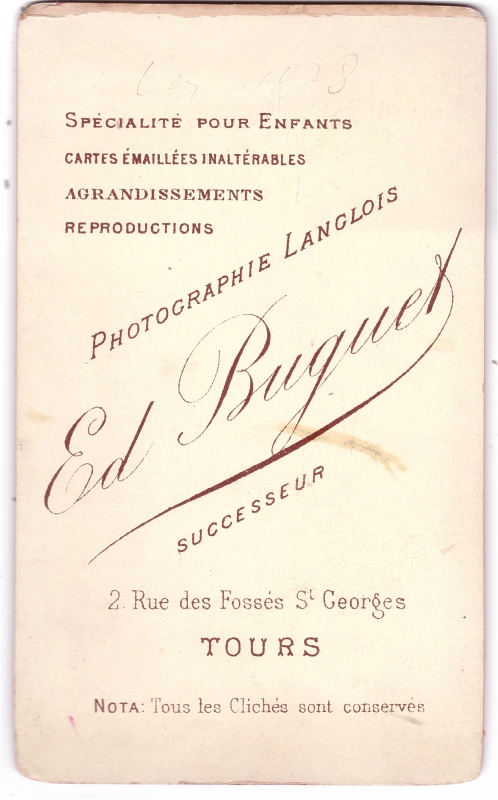 1878
SPÉCIALITÉ POUR ENFANTS
CARTES ÉMAILLÉES INALTÉRABLES
AGRANDISSEMENTS
REPRODUCTIONS
PHOTOGRAPHIE LANGLOIS
Ed Buguet
SUCCESSEUR
2. Rue des Fossés St Georges
TOURS
NOTA: Tous les Clichés sont conservés